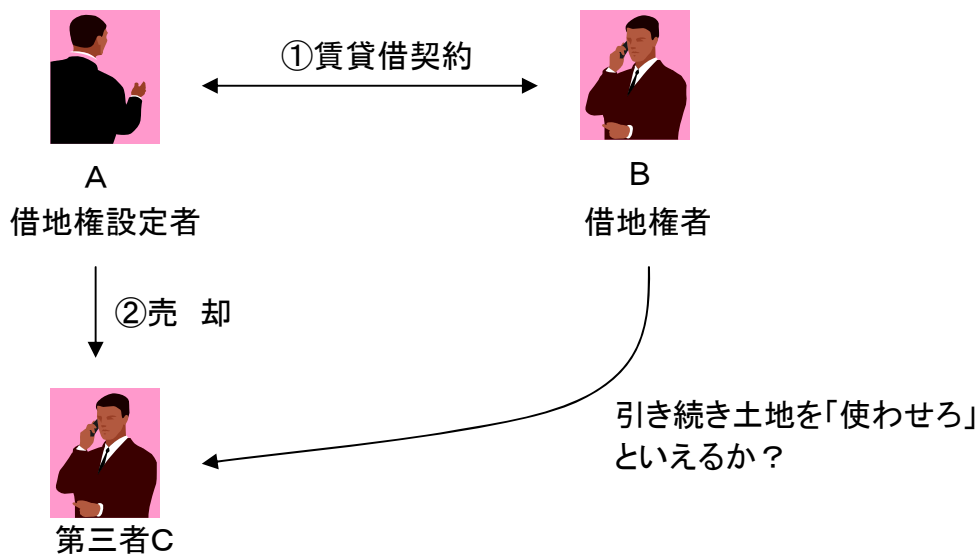 ①賃貸借契約
A
借地権設定者
B
借地権者
②売　却
引き続き土地を「使わせろ」
といえるか？
第三者C